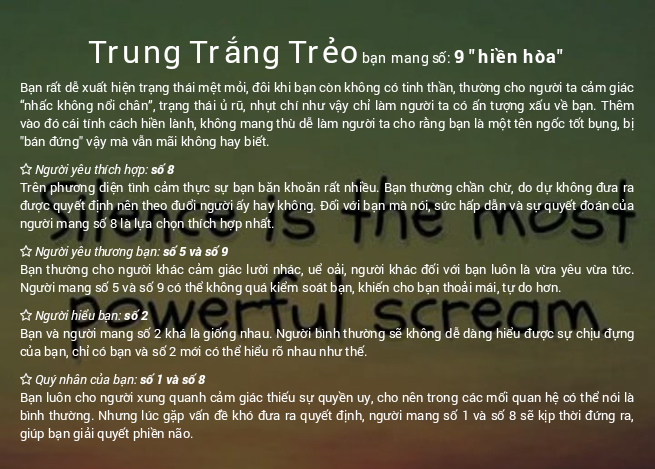 Trung Trắng Trẻo bạn mang số: 9 "hiền hòa"
Bạn rất dễ xuất hiện trạng thái mệt mỏi, đôi khi bạn còn không có tinh thần, thường cho người ta cảm giác
“nhấc không nổi chân”, trạng thái ủ rũ, nhụt chí như vậy chỉ làm người ta có ấn tượng xấu về bạn. Thêm
vào đó cái tính cách hiền lành, không mang thù dễ làm người ta cho rằng bạn là một tên ngốc tốt bụng, bị
"bán đứng" vậy mà vẫn mãi không hay biết.
☆ Người yêu thích hợp: số 8
Trên phương diện tình cảm thực sự bạn băn khoăn rất nhiều. Bạn thường chần chừ, do dự không đưa ra
được quyết định nên theo đuổi người ấy hay không. Đối với bạn mà nói, sức hấp dẫn và sự quyết đoán của
người mang số 8 là lựa chọn thích hợp nhất.
☆ Người yêu thương bạn: số 5 và số 9
Bạn thường cho người khác cảm giác lười nhác, uể oải, người khác đối với bạn luôn là vừa yêu vừa tức.
Người mang số 5 và số 9 có thể không quá kiểm soát bạn, khiến cho bạn thoải mái, tự do hơn.
☆ Người hiểu bạn: số 2
Bạn và người mang số 2 khá là giống nhau. Người bình thường sẽ không dễ dàng hiểu được sự chịu đựng
của bạn, chỉ có bạn và số 2 mới có thể hiểu rõ nhau như thế.
☆ Quý nhân của bạn: số 1 và số 8
Bạn luôn cho người xung quanh cảm giác thiếu sự quyền uy, cho nên trong các mối quan hệ có thể nói là
bình thường. Nhưng lúc gặp vấn đề khó đưa ra quyết định, người mang số 1 và số 8 sẽ kịp thời đứng ra,
giúp bạn giải quyết phiền não.
Silence is the most
powerful scream